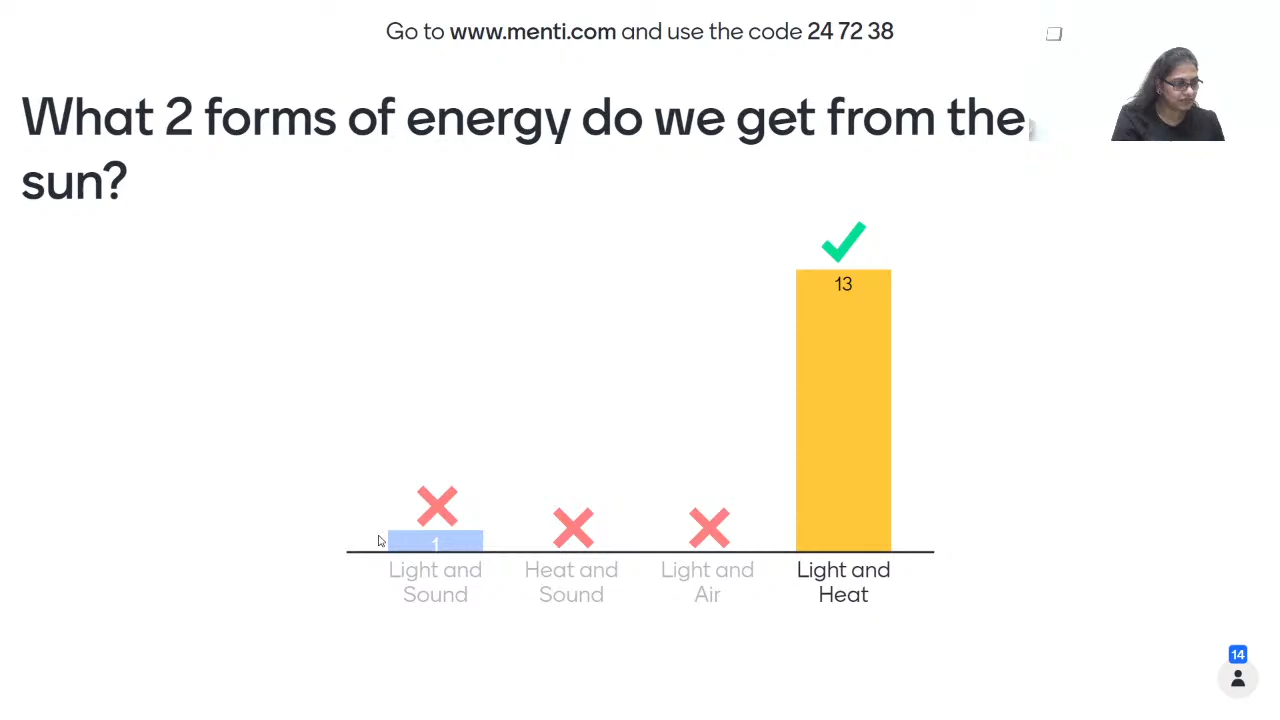 Go to www.menti.com and use the code 24 72 38
What 2 forms of energy do we get from the
sun?
13
1
Light and
Sound
Heat and
Sound
Light and
Air
Light and
Heat
14